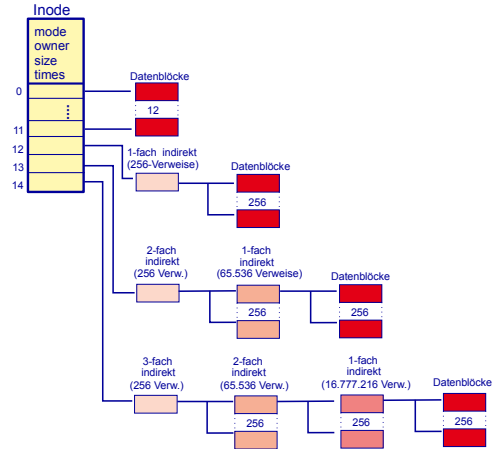 Inode
mode
owner
size
times
Datenblöcke
0
12
11
1-fach indirekt
(256-Verweise)
Datenblöcke
12
13
14
256
2-fach
indirekt
(256 Verw.)
1-fach
indirekt
(65.536 Verweise)
Datenblöcke
256
256
3-fach
indirekt
(256 Verw.)
2-fach
indirekt
(65.536 Verw.)
1-fach
indirekt
(16.777.216 Verw.)
Datenblöcke
256
256
256